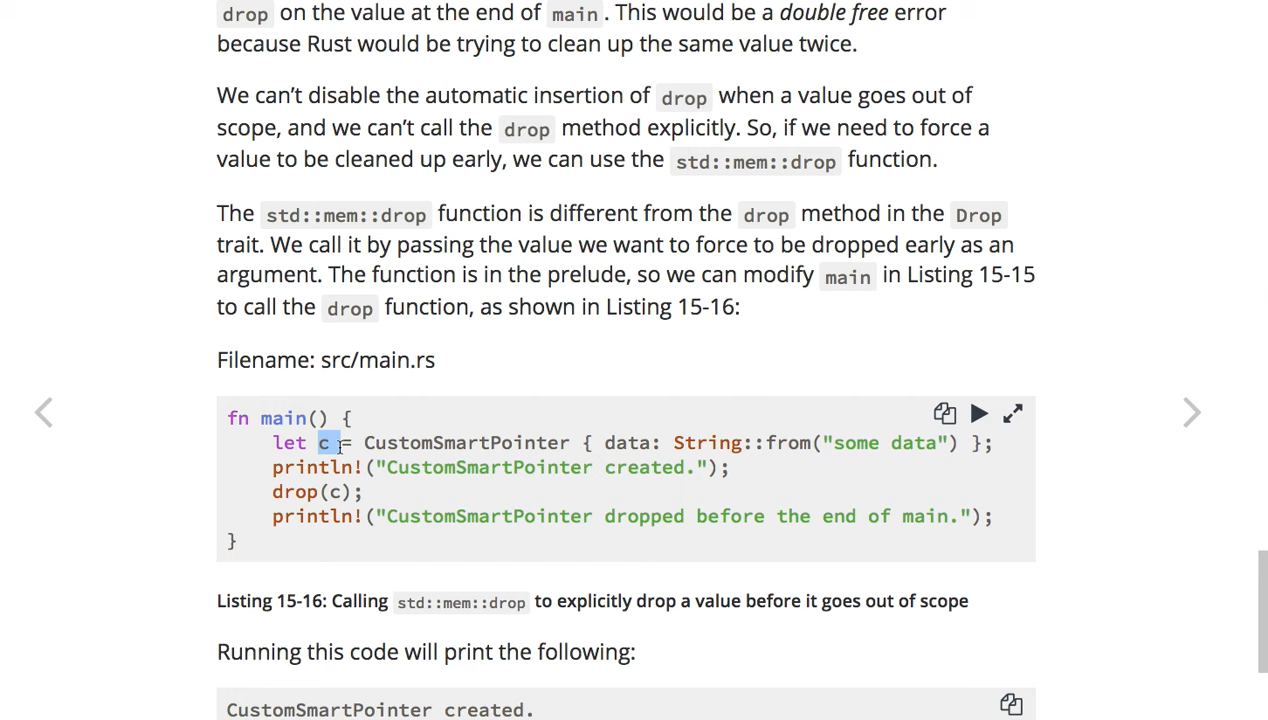 drop on the value at the end of main. This would be a double free error
because Rust would be trying to clean up the same value twice.
We can’t disable the automatic insertion of drop when a value goes out of
scope, and we can’t call the drop method explicitly. So, if we need to force a
value to be cleaned up early, we can use the std::mem::drop function.
The std::mem::drop function is different from the drop method in the Drop
trait. We call it by passing the value we want to force to be dropped early as an
argument. The function is in the prelude, so we can modify main in Listing 15-15
to call the drop function, as shown in Listing 15-16:
Filename: src/main.rs
fn main() {
    let c = CustomSmartPointer { data: String::from("some data") };
    println!("CustomSmartPointer created.");
    drop(c);
    println!("CustomSmartPointer dropped before the end of main.");
}
Listing 15-16: Calling std::mem::drop to explicitly drop a value before it goes out of scope
Running this code will print the following:
CustomSmartPointer created.